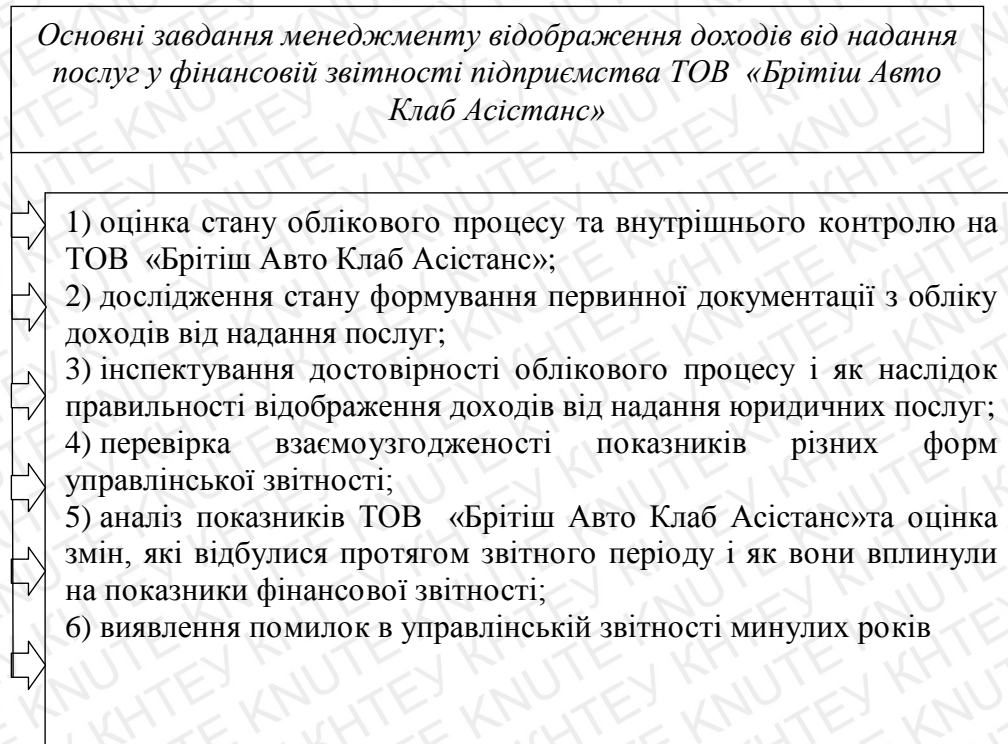 Основні завдання менеджменту відображення доходів від надання
послуг у фінансовій звітності підприємства ТОВ «Брітіш Авто
Клаб Асістанс»
1) оцінка стану облікового процесу та внутрішнього контролю на
ТОВ «Брітіш Авто Клаб Асістанс»;
2) дослідження стану формування первинної документації з обліку
доходів від надання послуг;
3) інспектування достовірності облікового процесу і як наслідок
правильності відображення доходів від надання юридичних послуг;
4) перевірка взаємоузгодженості показників різних форм
управлінської звітності;
5) аналіз показників ТОВ «Брітіш Авто Клаб Асістанс»та оцінка
змін, які відбулися протягом звітного періоду і як вони вплинули
на показники фінансової звітності;
6) виявлення помилок в управлінській звітності минулих років